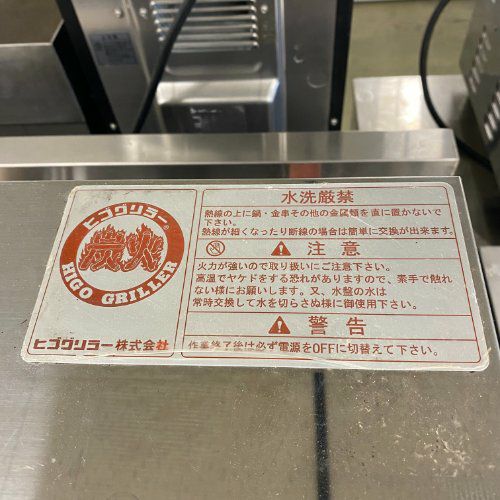 ヒゴグリラー®
炭火
HIGO GRILLER
ヒゴグリラー株式会社
水洗厳禁
熱線の上に鍋・金串その他の金属類を直に置かないで
下さい。
熱線が細くなったり断線の場合は簡単に交換が出来ます。
注意
火力が強いので取り扱いにご注意下さい。
高温でヤケドをする恐れがありますので、素手で触れ
ない様にお願いします。又、水盤の水は
常時交換して水を切らさぬ様に御使用下さい。
警告
作業終了後は必ず電源をOFFに切替えて下さい。